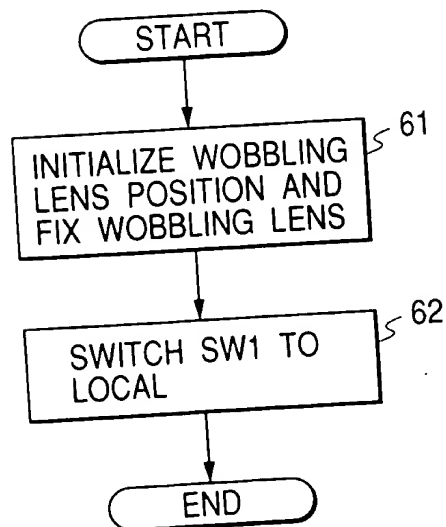 START
61
INITIALIZE WOBBLING
LENS POSITION AND
FIX WOBBLING LENS
62
SWITCH SW1 TO
LOCAL
END